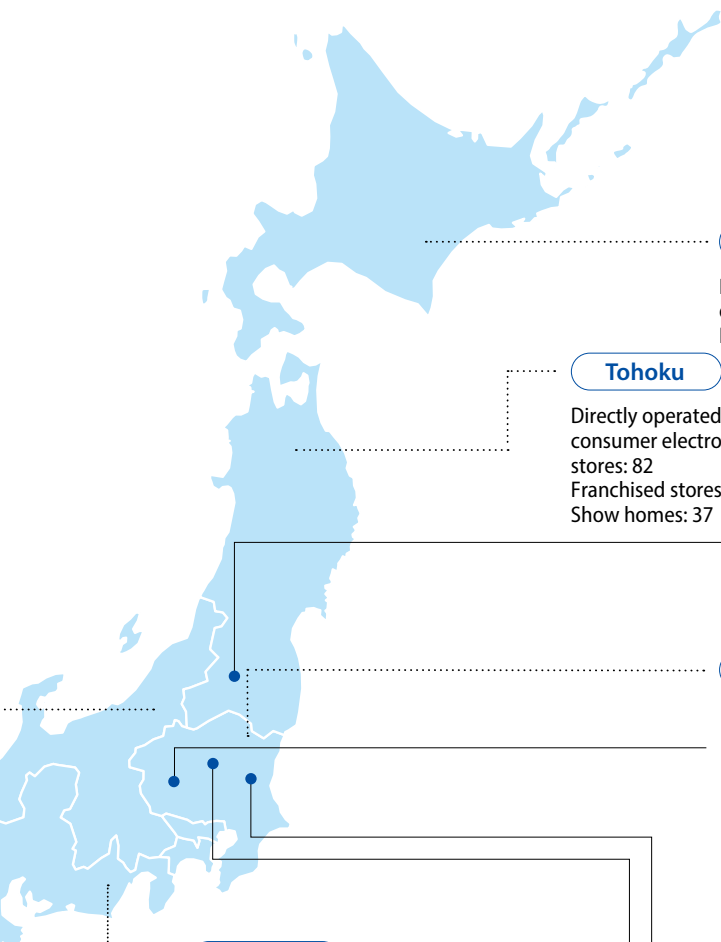 Tohoku
Directly operated
consumer electro
stores: 82
Franchised stores
Show homes: 37